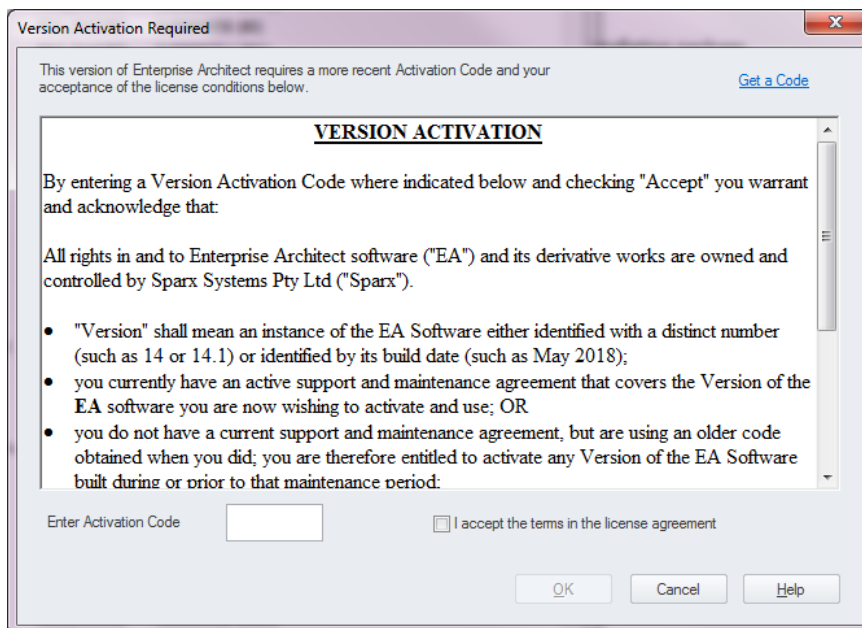 Version Activation Required
This version of Enterprise Architect requires a more recent Activation Code and your
acceptance of the license conditions below.
Get a Code
VERSION ACTIVATION
By entering a Version Activation Code where indicated below and checking "Accept" you warrant
and acknowledge that:
All rights in and to Enterprise Architect software ("EA") and its derivative works are owned and
controlled by Sparx Systems Pty Ltd ("Sparx").
● "Version" shall mean an instance of the EA Software either identified with a distinct number
(such as 14 or 14.1) or identified by its build date (such as May 2018);
● you currently have an active support and maintenance agreement that covers the Version of the
EA software you are now wishing to activate and use; OR
● you do not have a current support and maintenance agreement, but are using an older code
obtained when you did; you are therefore entitled to activate any Version of the EA Software
built during or prior to that maintenance period;
Enter Activation Code
I accept the terms in the license agreement
OK
Cancel
Help